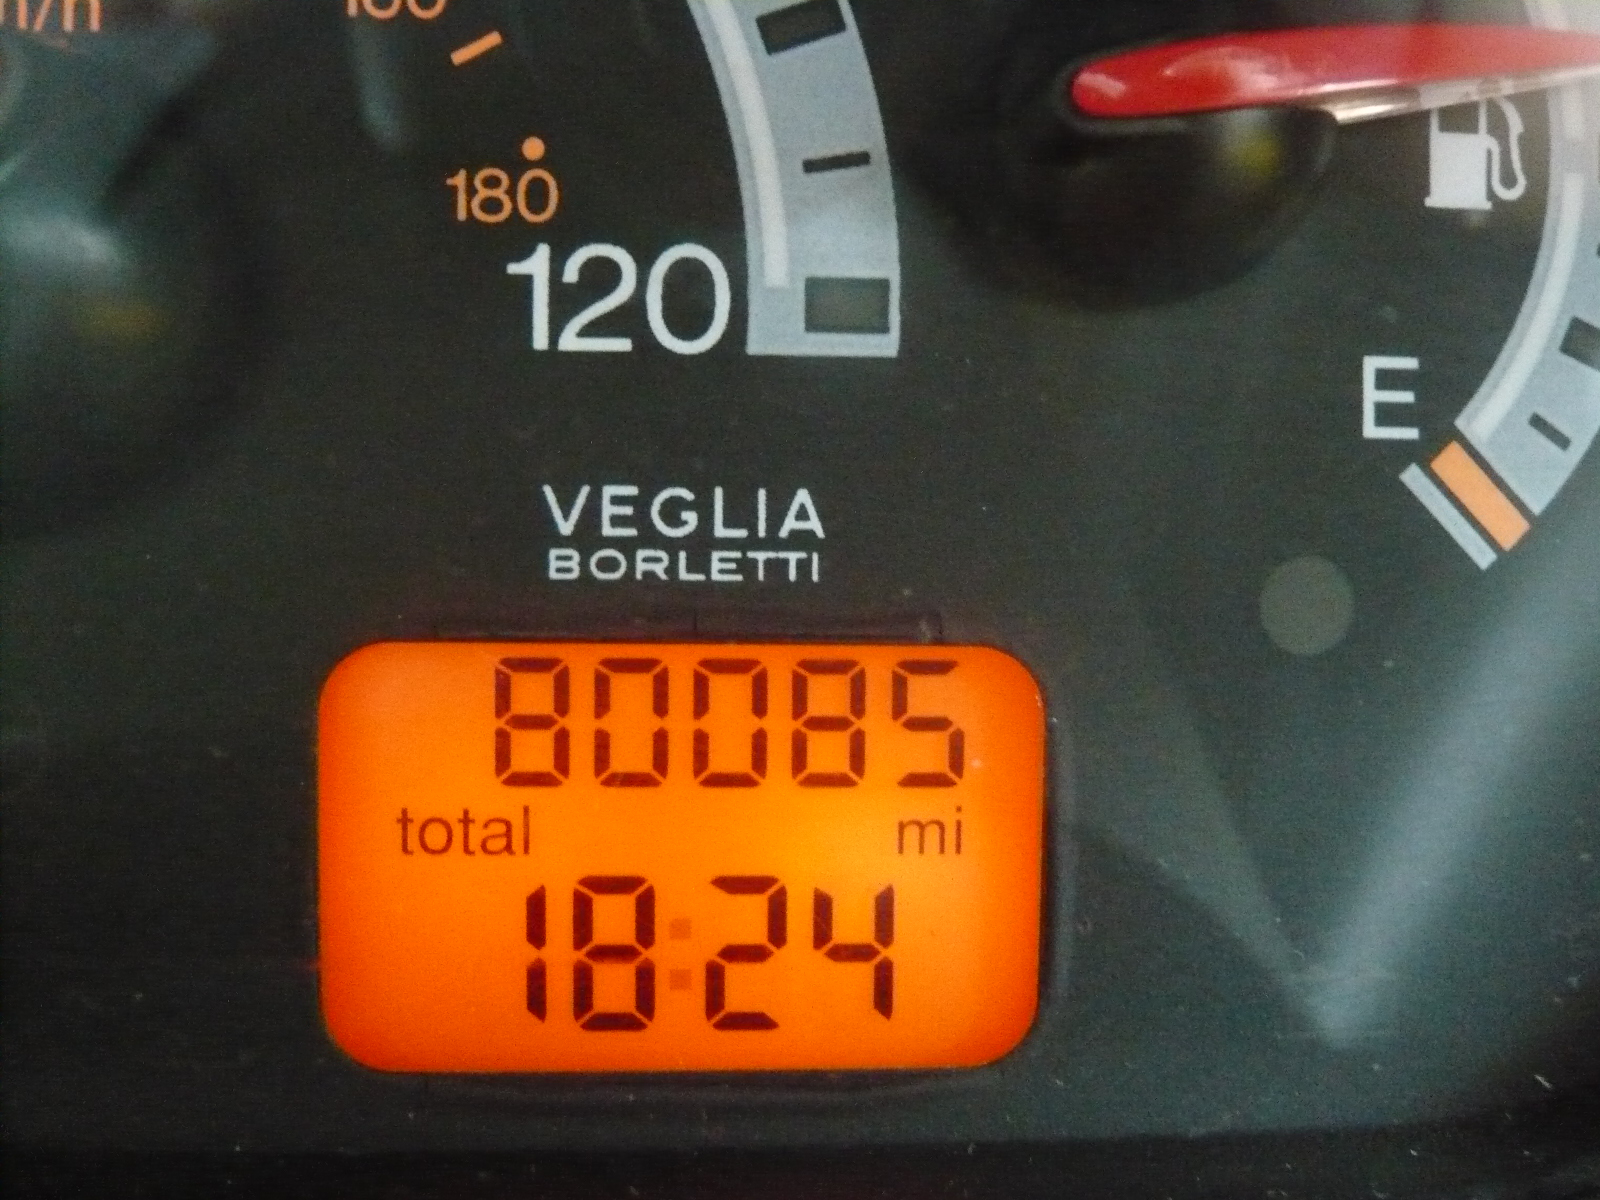 180
120
E
VEGLIA
BORLETTI
80085
total mi
18:24